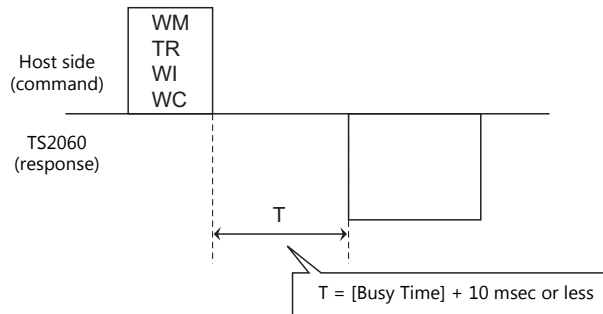 WM
TR
WI
WC
Host side
(command)
TS2060
(response)
T
T = [Busy Time] + 10 msec or less